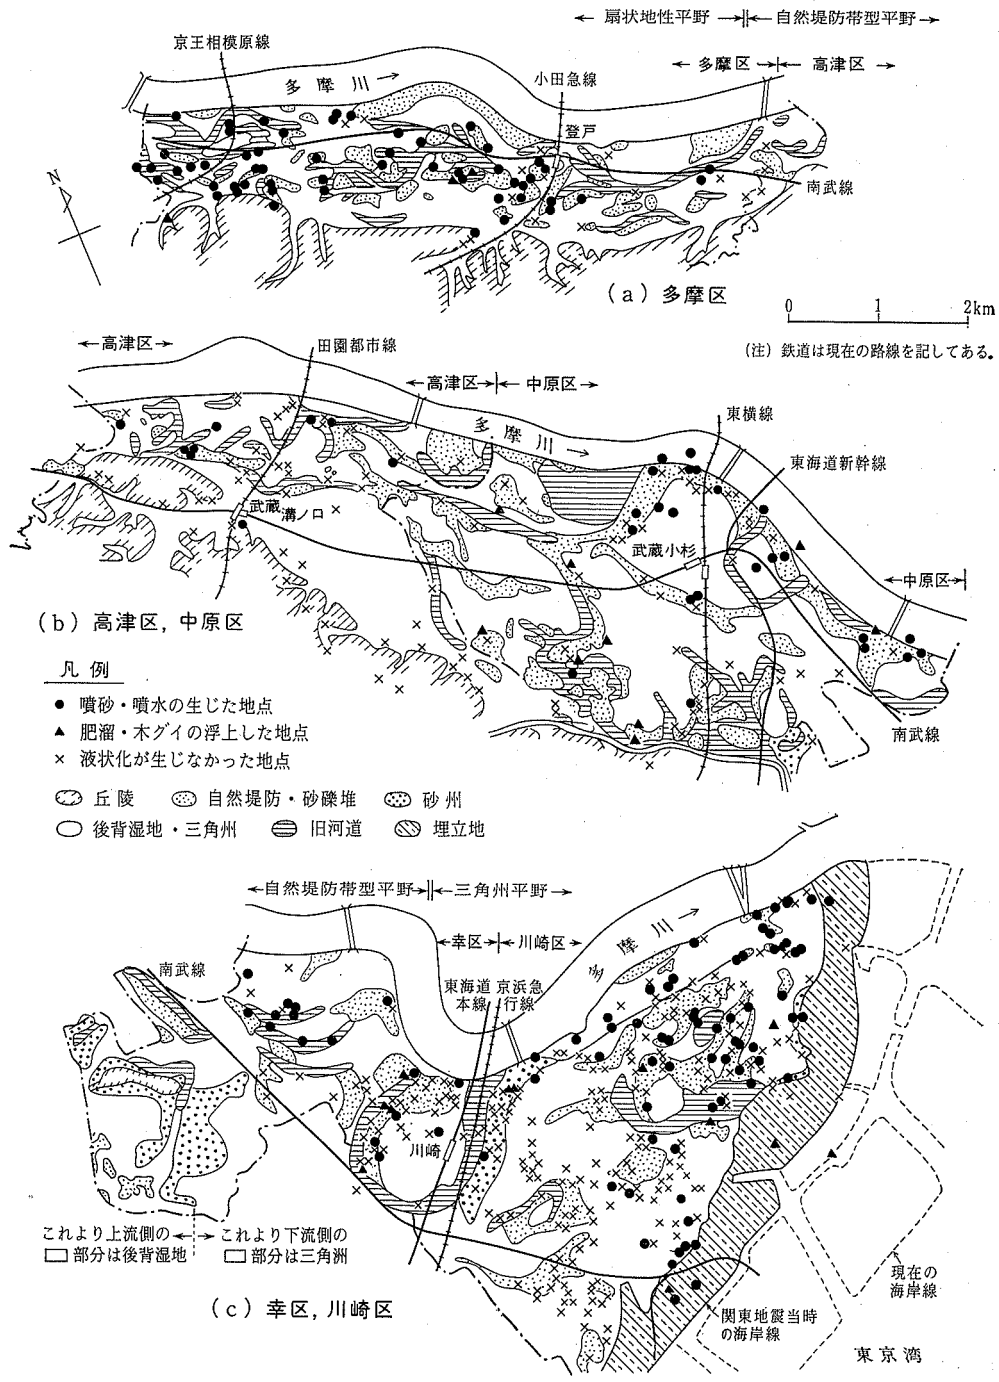 ← 扇状地性平野 →||← 自然堤防帯型平野 →
京王相模原線
← 多摩区 →|← 高津区 →
多摩川 →
小田急線
登戸
N
南武線
(a) 多摩区
0 1 2km
(注) 鉄道は現在の路線を記してある。
←高津区→
田園都市線
←高津区→|←中原区→
東横線
多摩川 →
東海道新幹線
武蔵溝ノ口
武蔵小杉
←中原区→|
(b) 高津区, 中原区
凡例
● 噴砂・噴水の生じた地点
▲ 肥溜・木グイの浮上した地点
× 液状化が生じなかった地点
南武線
丘陵 自然堤防・砂礫堆 砂州
後背湿地・三角州 旧河道 埋立地
←自然堤防帯型平野→||←三角州平野→
多摩川 →
←幸区→|←川崎区→
南武線
東海道本線
京浜急行線
川崎
これより上流側の←→これより下流側の
□部分は後背湿地 □部分は三角洲
現在の
海岸線
(c) 幸区, 川崎区
関東地震当時
の海岸線
東京湾